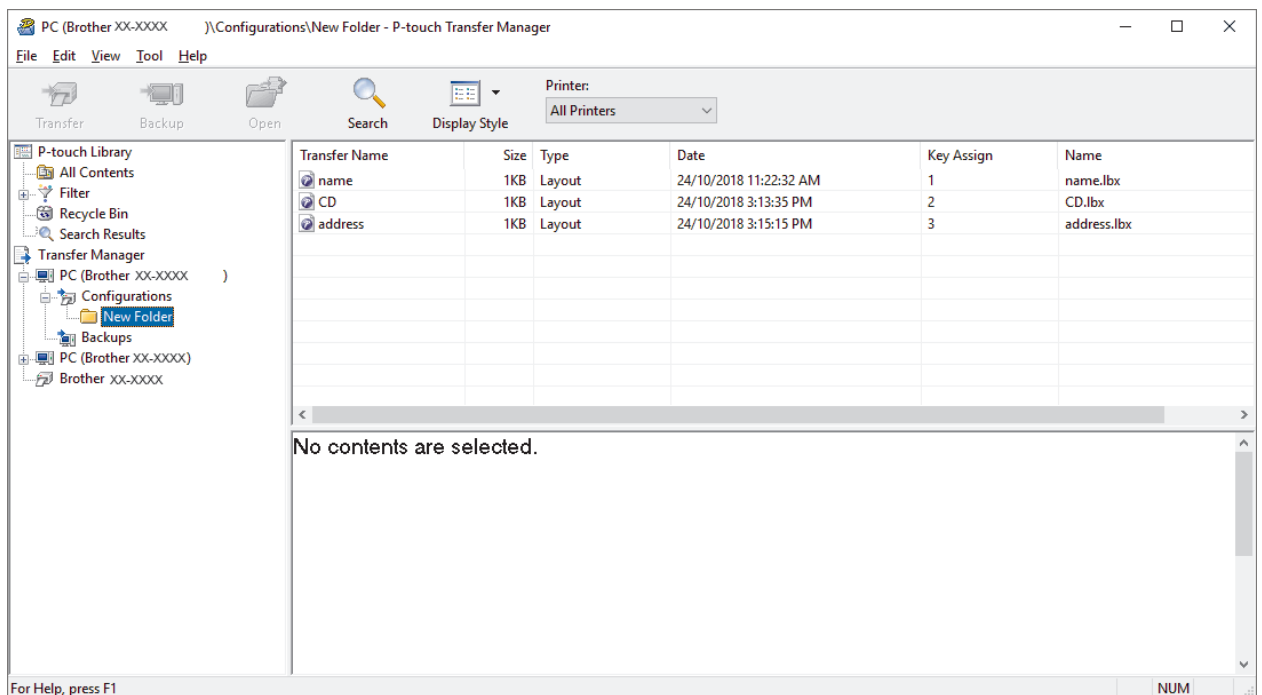 PC (Brother XX-XXXX )\Configurations\New Folder - P-touch Transfer Manager
File Edit View Tool Help
Transfer Backup Open Search Display Style
Printer:
All Printers
P-touch Library
All Contents
Filter
Recycle Bin
Search Results
Transfer Manager
PC (Brother XX-XXXX )
Configurations
New Folder
Backups
PC (Brother XX-XXXX)
Brother XX-XXXX
Transfer Name Size Type Date Key Assign Name
name 1KB Layout 24/10/2018 11:22:32 AM 1 name.lbx
CD 1KB Layout 24/10/2018 3:13:35 PM 2 CD.lbx
address 1KB Layout 24/10/2018 3:15:15 PM 3 address.lbx
No contents are selected.
For Help, press F1
NUM